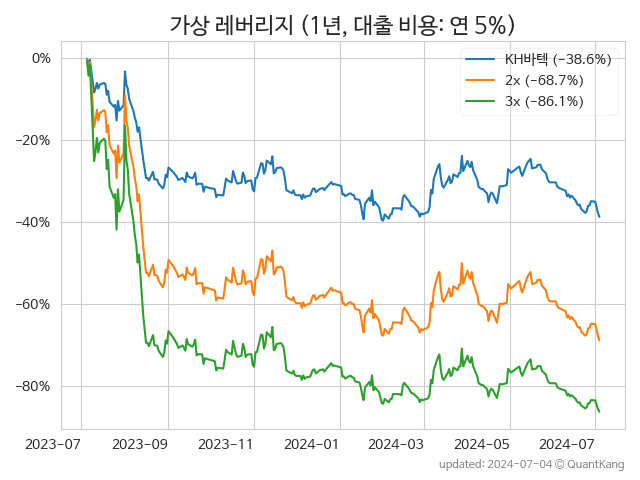 가상 레버리지 (1년, 대출 비용: 연 5%)
KH바텍 (−38.6%)
2x (−68.7%)
3x (−86.1%)
0%
−20%
−40%
−60%
−80%
2023-07 2023-09 2023-11 2024-01 2024-03 2024-05 2024-07
updated: 2024-07-04 © QuantKang